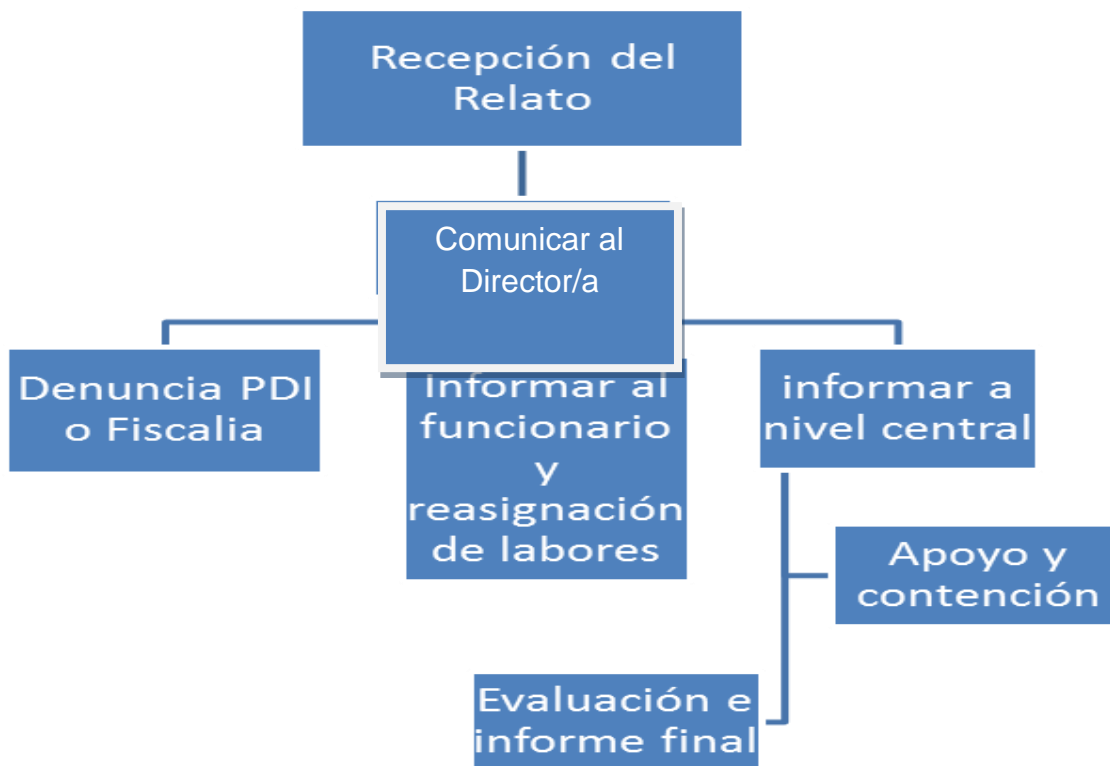 Recepción del
Relato
Comunicar al
Director/a
Denuncia PDI
o Fiscalia
Informar al
funcionario
y
reasignación
de labores
informar a
nivel central
Apoyo y
contención
Evaluación e
informe final